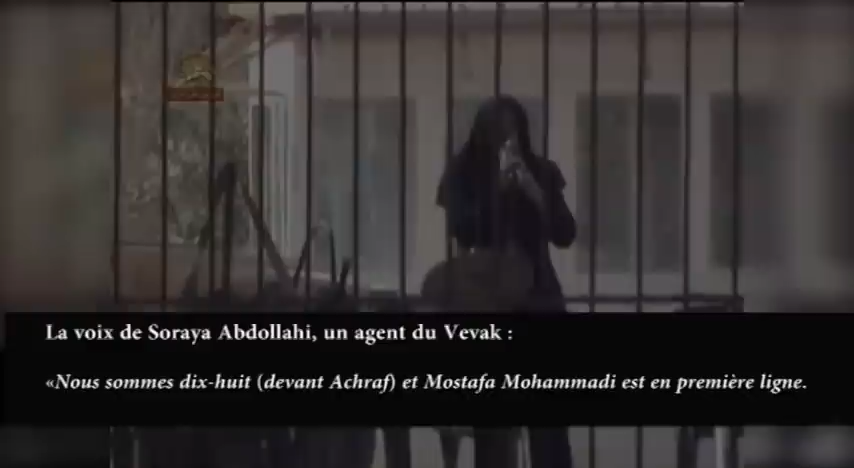 La voix de Soraya Abdollahi, un agent du Vevak :
«Nous sommes dix-huit (devant Achraf) et Mostafa Mohammadi est en première ligne.